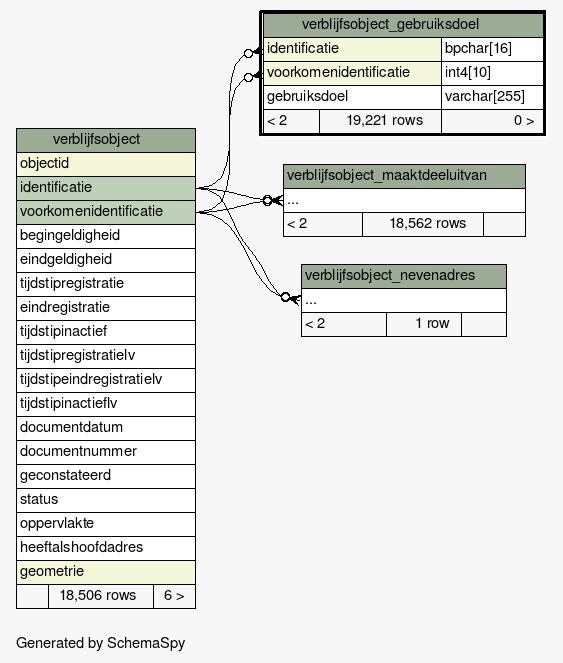 verblijfsobject_gebruiksdoel
identificatie bpchar[16]
voorkomenidentificatie int4[10]
gebruiksdoel varchar[255]
< 2 19,221 rows 0 >
verblijfsobject
objectid
identificatie
voorkomenidentificatie
begingeldigheid
eindgeldigheid
tijdstipregistratie
eindregistratie
tijdstipinactief
tijdstipregistratielv
tijdstipeindregistratielv
tijdstipinactieflv
documentdatum
documentnummer
geconstateerd
status
oppervlakte
heeftalshoofdadres
geometrie
18,506 rows 6 >
verblijfsobject_maaktdeeluitvan
...
< 2 18,562 rows
verblijfsobject_nevenadres
...
< 2 1 row
Generated by SchemaSpy